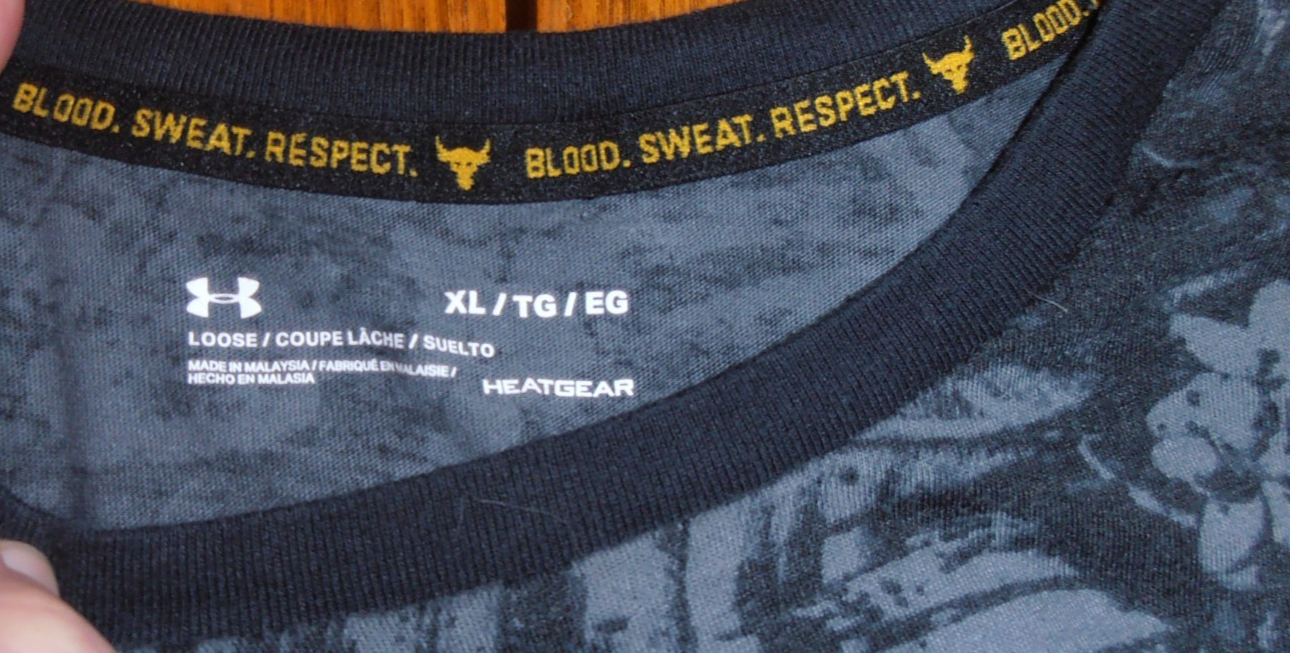 BLOOD. SWEAT. RESPECT. BLOOD. SWEAT. RESPECT. BLOOD.
XL / TG / EG
LOOSE / COUPE LÂCHE / SUELTO
MADE IN MALAYSIA / FABRIQUÉ EN MALAISIE /
HECHO EN MALASIA
HEATGEAR